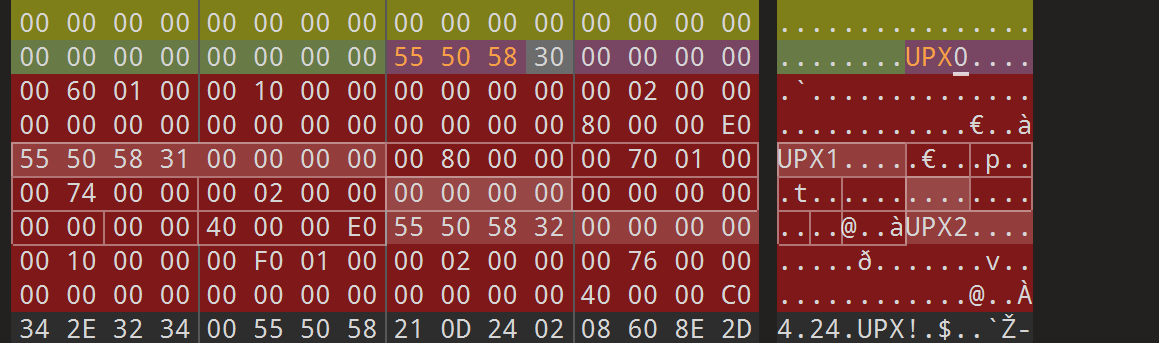 00 00 00 00 00 00 00 00 00 00 00 00 00 00 00 00 ................
00 00 00 00 00 00 00 00 55 50 58 30 00 00 00 00 ........UPX0....
00 60 01 00 00 10 00 00 00 00 00 00 00 02 00 00 .`..............
00 00 00 00 00 00 00 00 00 00 00 00 80 00 00 E0 ............€..à
55 50 58 31 00 00 00 00 00 80 00 00 00 70 01 00 UPX1.....€...p..
00 74 00 00 00 02 00 00 00 00 00 00 00 00 00 00 .t..............
00 00 00 00 40 00 00 E0 55 50 58 32 00 00 00 00 ....@..àUPX2....
00 10 00 00 00 F0 01 00 00 02 00 00 00 76 00 00 .....ð.......v..
00 00 00 00 00 00 00 00 00 00 00 00 40 00 00 C0 ............@..À
34 2E 32 34 00 55 50 58 21 0D 24 02 08 60 8E 2D 4.24.UPX!.$..`Ž-